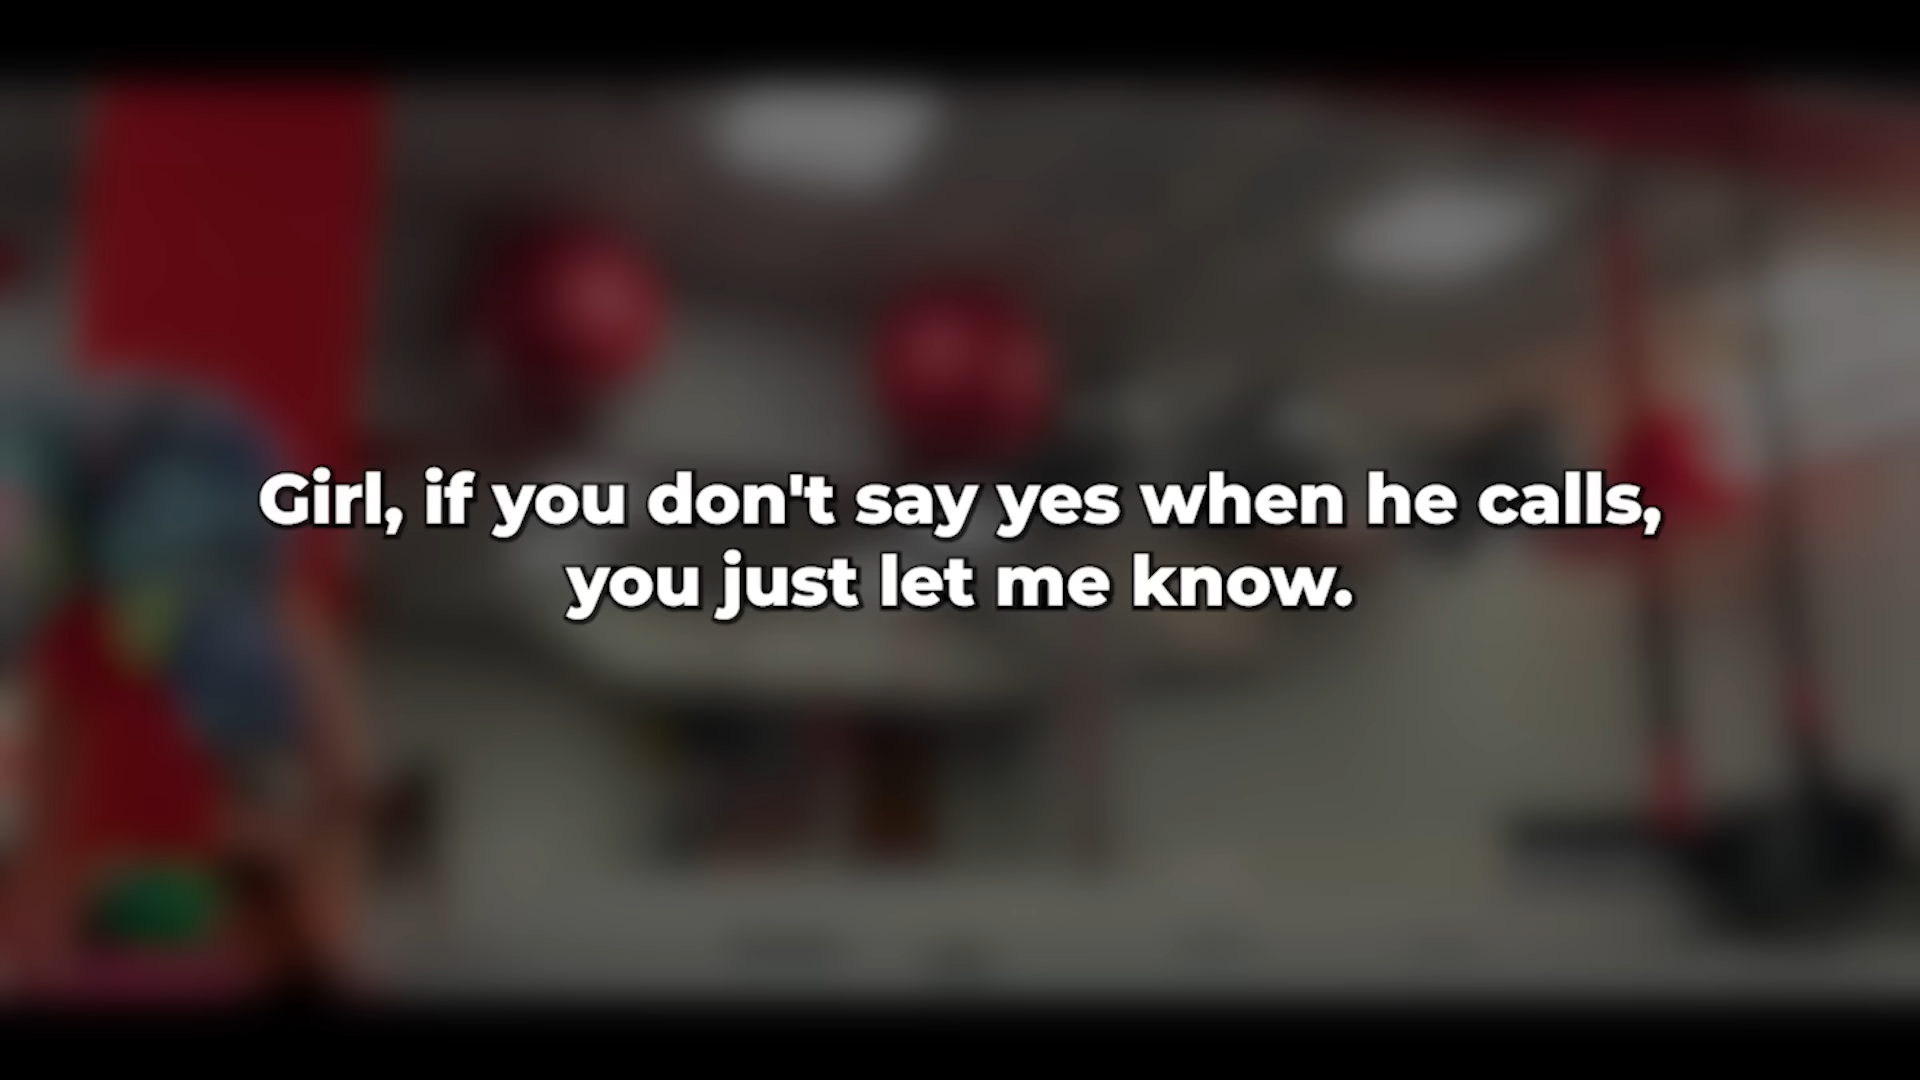 Girl, if you don't say yes when he calls,
you just let me know.